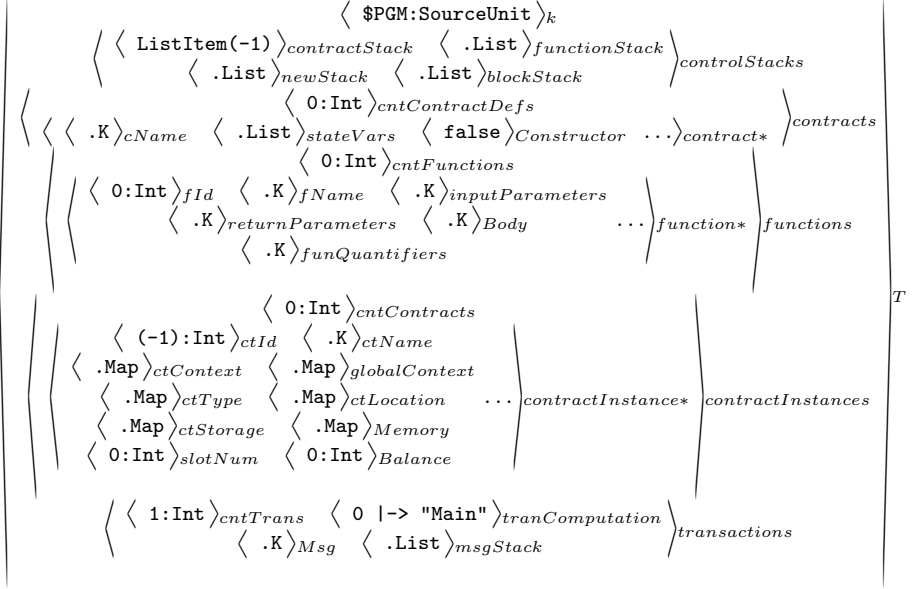 ⟨ $PGM:SourceUnit ⟩k
⟨ ListItem(-1) ⟩contractStack ⟨ .List ⟩functionStack
⟨ .List ⟩newStack ⟨ .List ⟩blockStack
controlStacks
⟨ 0:Int ⟩cntContractDefs
⟨ ⟨ .K ⟩cName ⟨ .List ⟩stateVars ⟨ false ⟩Constructor ...⟩contract*
contracts
⟨ 0:Int ⟩cntFunctions
⟨ 0:Int ⟩fId ⟨ .K ⟩fName ⟨ .K ⟩inputParameters
⟨ .K ⟩returnParameters ⟨ .K ⟩Body ... function* functions
⟨ .K ⟩funQuantifiers
T
⟨ 0:Int ⟩cntContracts
⟨ (-1):Int ⟩ctId ⟨ .K ⟩ctName
⟨ .Map ⟩ctContext ⟨ .Map ⟩globalContext
⟨ .Map ⟩ctType ⟨ .Map ⟩ctLocation ... contractInstance* contractInstances
⟨ .Map ⟩ctStorage ⟨ .Map ⟩Memory
⟨ 0:Int ⟩slotNum ⟨ 0:Int ⟩Balance
⟨ 1:Int ⟩cntTrans ⟨ 0 |-> "Main" ⟩tranComputation
transactions
⟨ .K ⟩Msg ⟨ .List ⟩msgStack